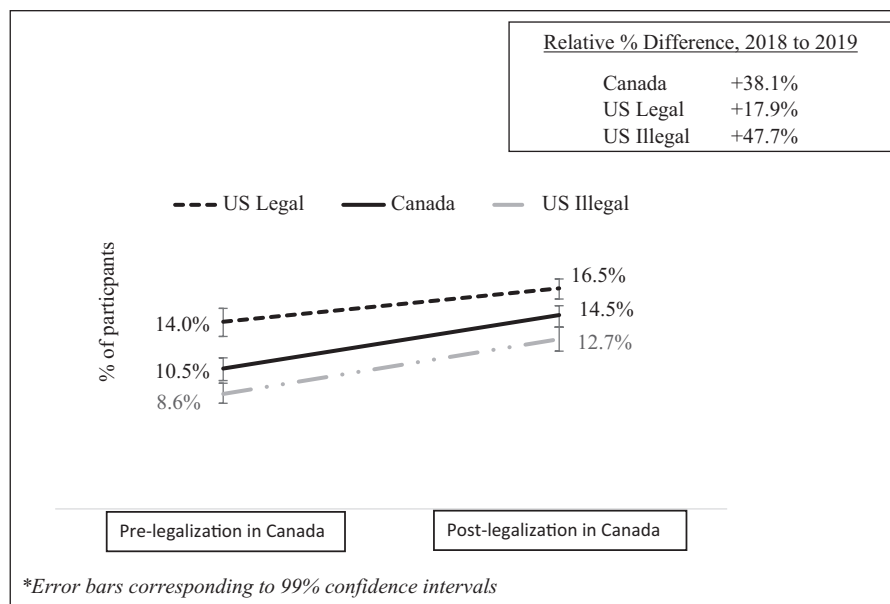 Relative % Difference, 2018 to 2019
Canada +38.1%
US Legal +17.9%
US Illegal +47.7%
US Legal Canada US Illegal
% of particpants
16.5%
14.0%
14.5%
12.7%
10.5%
8.6%
Pre-legalization in Canada Post-legalization in Canada
*Error bars corresponding to 99% confidence intervals